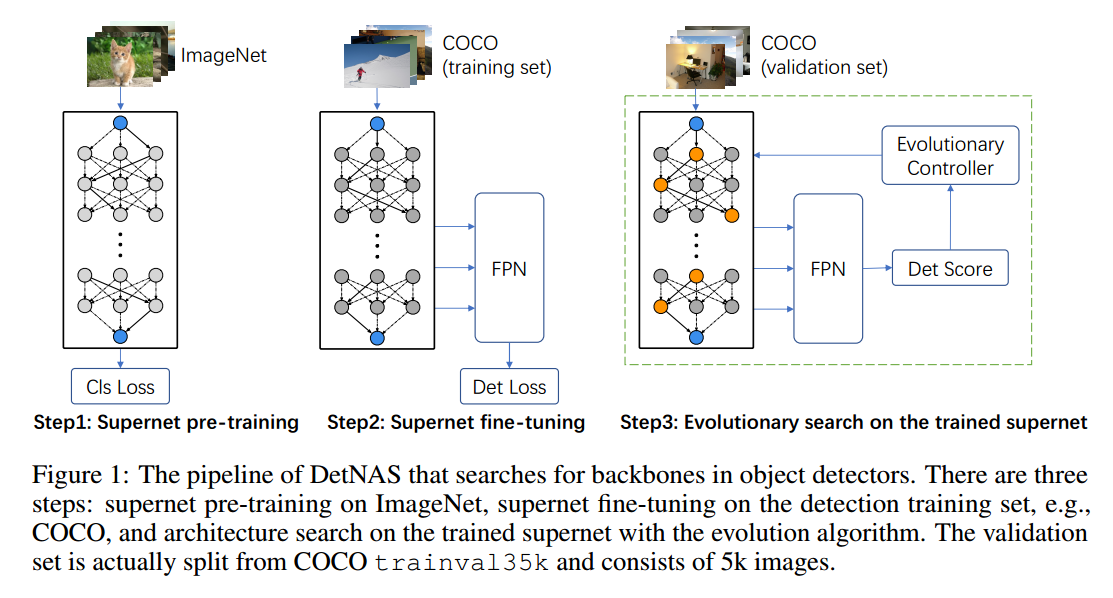 ImageNet
COCO
(training set)
COCO
(validation set)
Evolutionary
Controller
FPN
FPN
Det Score
Cls Loss
Det Loss
Step1: Supernet pre-training
Step2: Supernet fine-tuning
Step3: Evolutionary search on the trained supernet
Figure 1: The pipeline of DetNAS that searches for backbones in object detectors. There are three
steps: supernet pre-training on ImageNet, supernet fine-tuning on the detection training set, e.g.,
COCO, and architecture search on the trained supernet with the evolution algorithm. The validation
set is actually split from COCO trainval35k and consists of 5k images.